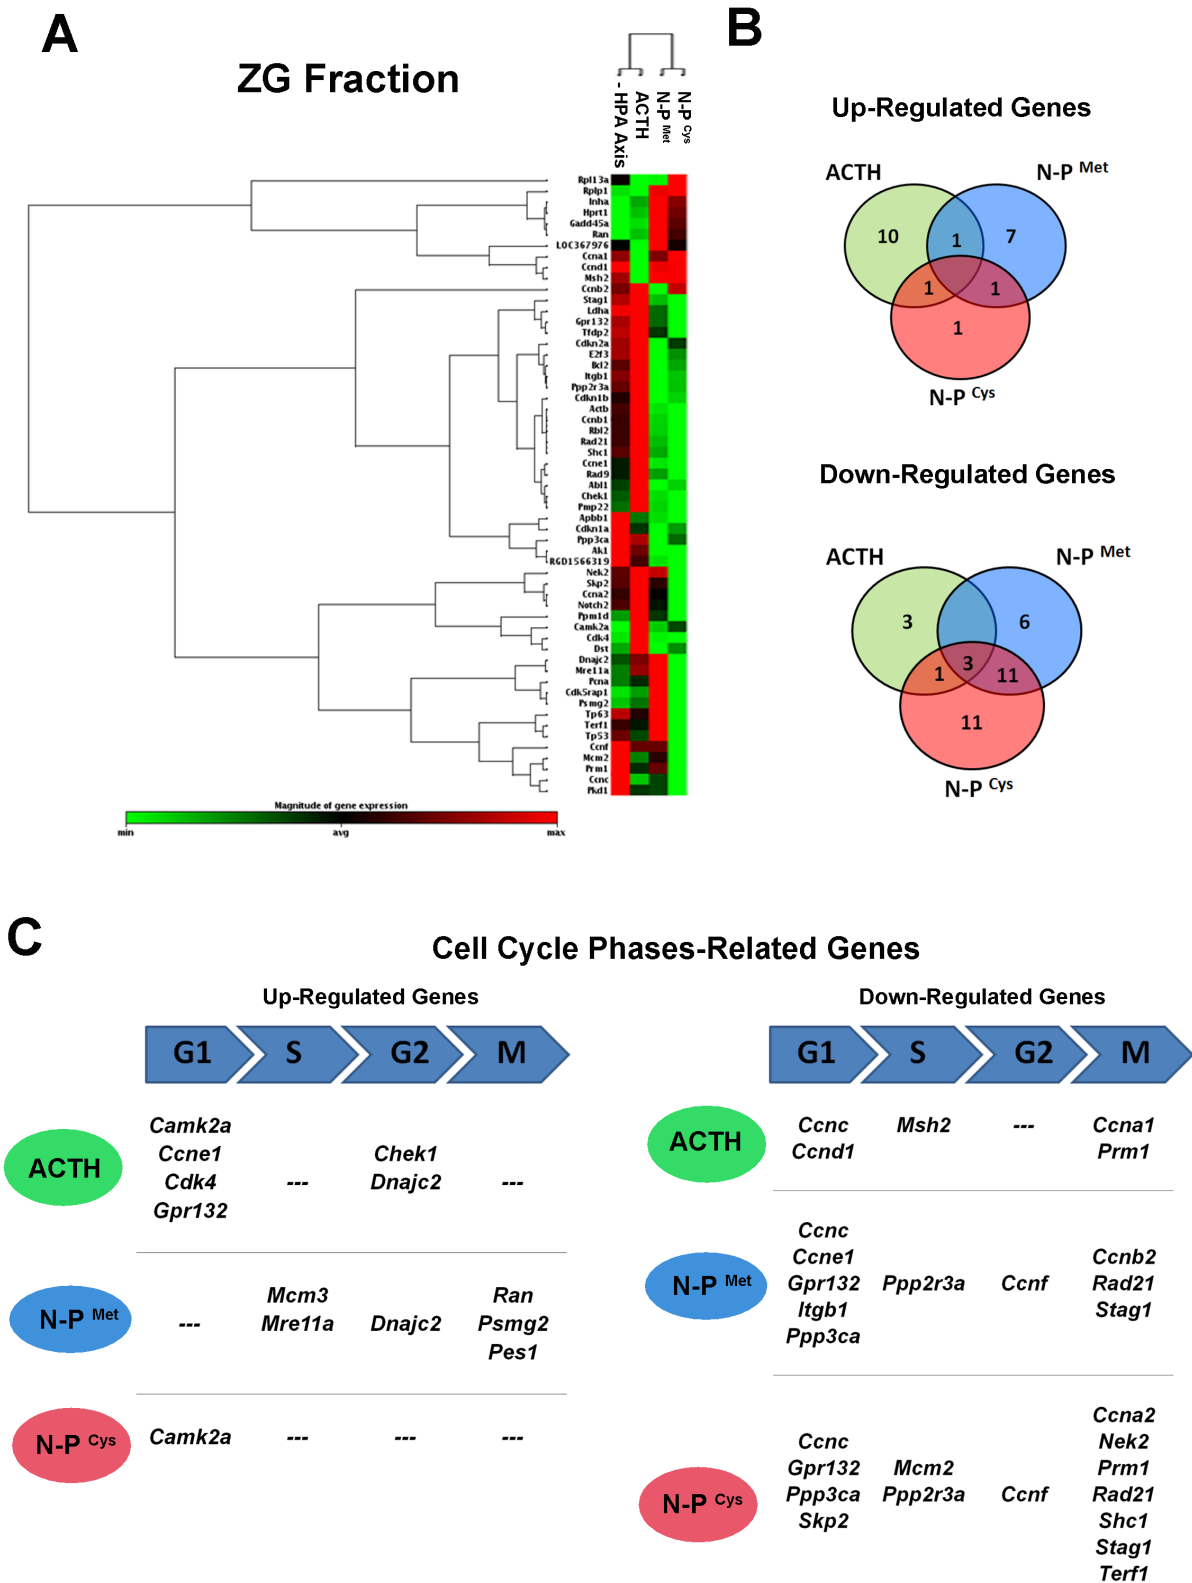 A
ZG Fraction
- HPA Axis
ACTH
N-P Met
N-P Cys
Rpl13a
Rplp1
Inha
Hprt1
Gadd45a
Ran
LOC367976
Ccna1
Ccnd1
Msh2
Ccnb2
Stag1
Ldha
Gpr132
Tfdp2
Cdkn2a
E2f3
Bcl2
Itgb1
Ppp2r3a
Cdkn1b
Actb
Ccnb1
Rbl2
Rad21
Shc1
Ccne1
Rad9
Abl1
Chek1
Pmp22
Apbb1
Cdkn1a
Ppp3ca
Ak1
RGD1566319
Nek2
Skp2
Ccna2
Notch2
Ppm1d
Camk2a
Cdk4
Dst
Dnajc2
Mre11a
Pcna
Cdk5rap1
Psmg2
Tp63
Terf1
Tp53
Ccnf
Mcm2
Prm1
Ccnc
Pkd1
Magnitude of gene expression
min avg max
B
Up-Regulated Genes
ACTH
N-P Met
10
1
7
1
1
1
N-P Cys
Down-Regulated Genes
ACTH
N-P Met
3
6
3
1
11
11
N-P Cys
C
Cell Cycle Phases-Related Genes
Up-Regulated Genes
G1 S G2 M
ACTH
Camk2a
Ccne1 Chek1
Cdk4 --- Dnajc2 ---
Gpr132
N-P Met
Mcm3 Ran
--- Mre11a Dnajc2 Psmg2
Pes1
N-P Cys
Camk2a --- --- ---
Down-Regulated Genes
G1 S G2 M
ACTH
Ccnc Msh2 --- Ccna1
Ccnd1 Prm1
N-P Met
Ccnc
Ccne1 Ccnb2
Gpr132 Ppp2r3a Ccnf Rad21
Itgb1 Stag1
Ppp3ca
N-P Cys
Ccna2
Ccnc Nek2
Gpr132 Mcm2 Prm1
Ppp3ca Ppp2r3a Ccnf Rad21
Skp2 Shc1
Stag1
Terf1